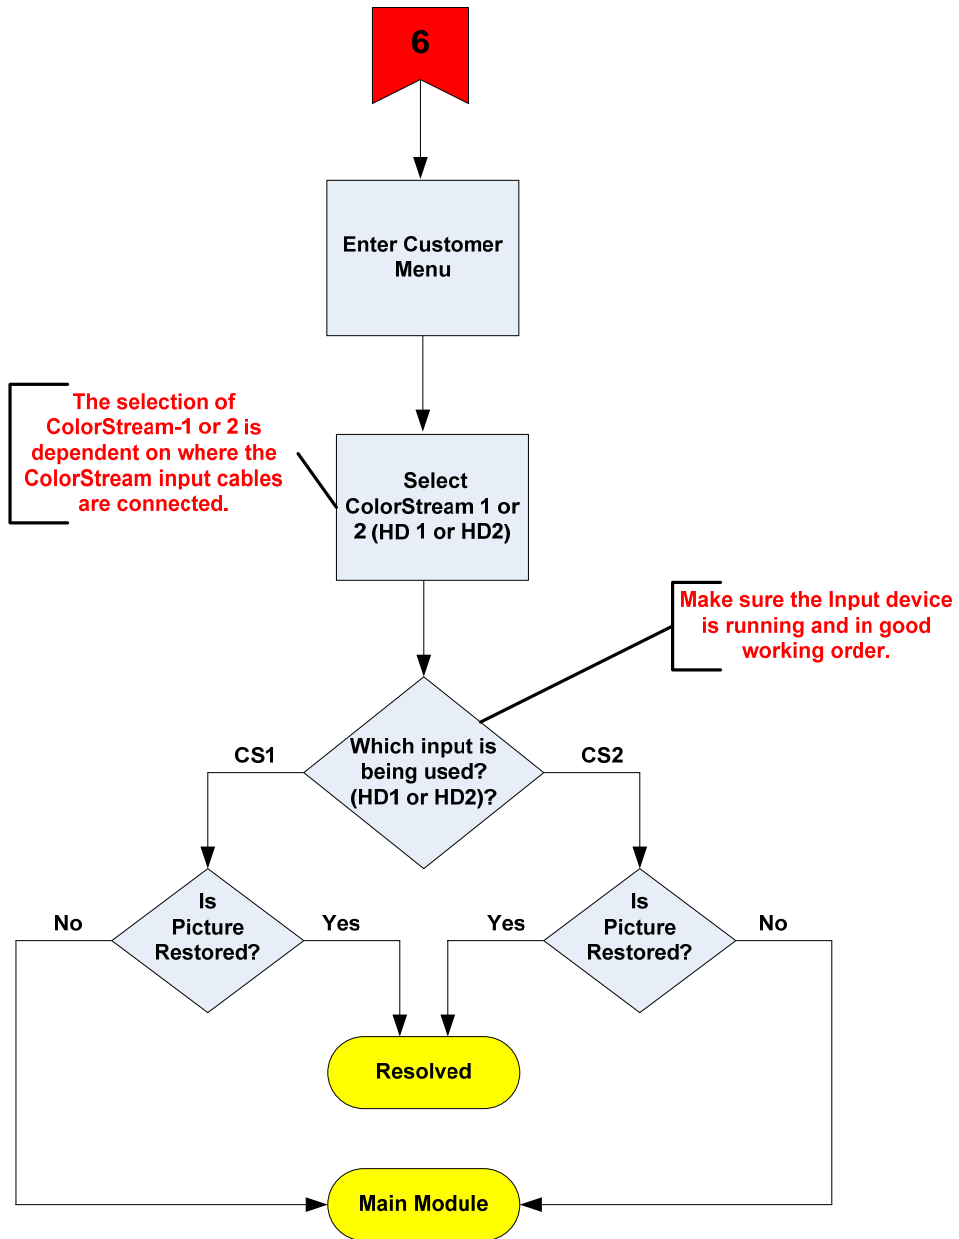 6
Enter Customer
Menu
The selection of
ColorStream-1 or 2 is
dependent on where the
ColorStream input cables
are connected.
Select
ColorStream 1 or
2 (HD 1 or HD2)
Make sure the Input device
is running and in good
working order.
Which input is
being used?
(HD1 or HD2)?
CS1
CS2
Is
Picture
Restored?
No
Yes
Is
Picture
Restored?
Yes
No
Resolved
Main Module